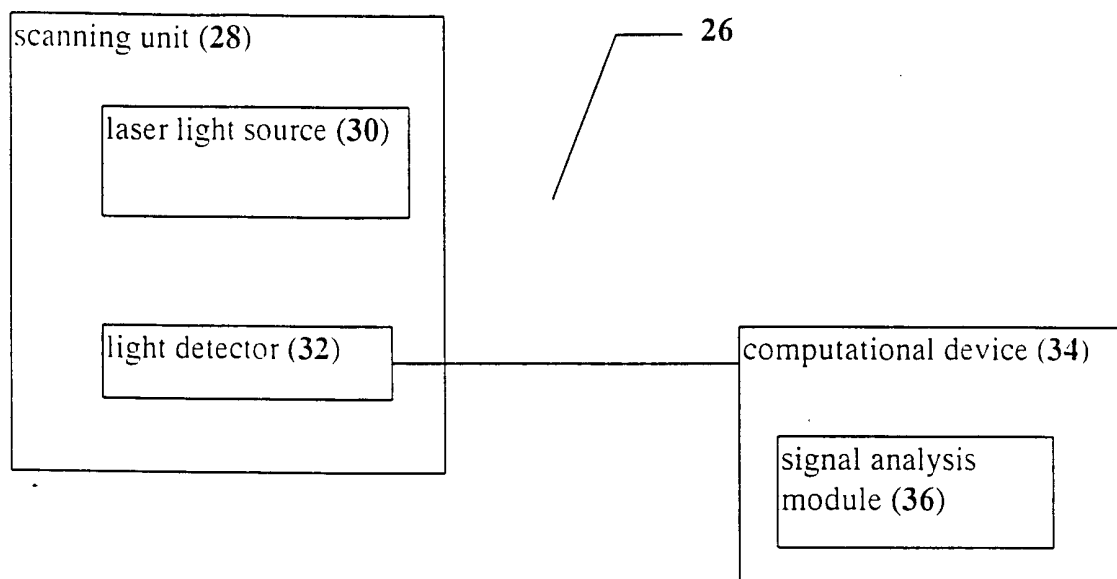 scanning unit (28)
26
laser light source (30)
light detector (32)
computational device (34)
signal analysis
module (36)